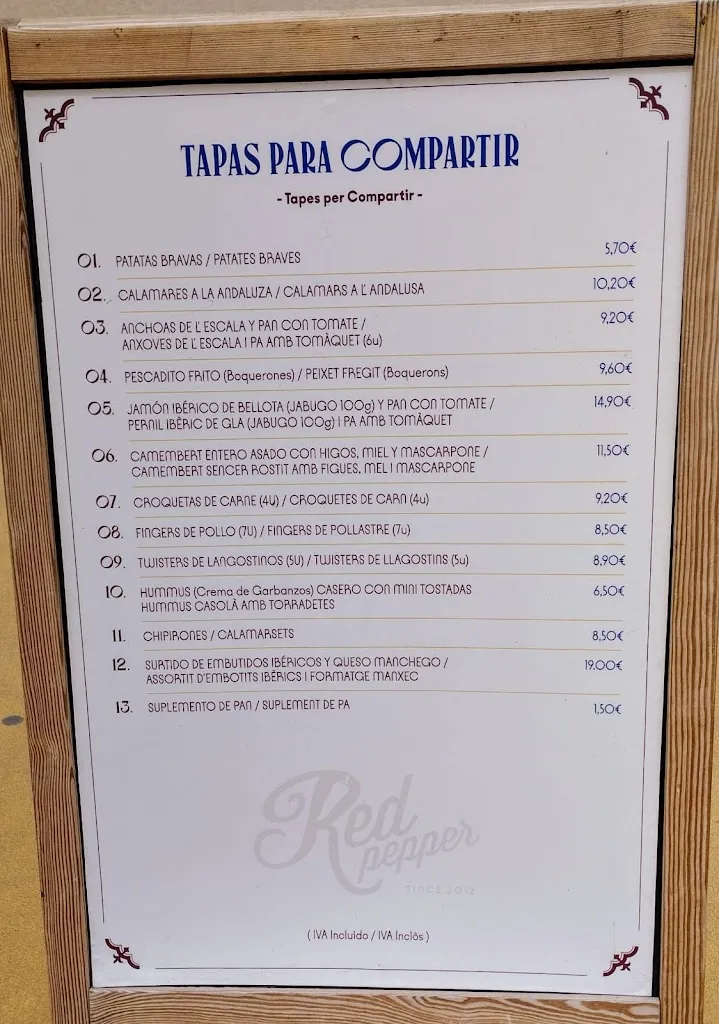 TAPAS PARA COMPARTIR
- Tapes per Compartir -
01. PATATAS BRAVAS / PATATES BRAVES 5,70€
02. CALAMARES A LA ANDALUZA / CALAMARS A L' ANDALUSA 10,20€
03. ANCHOAS DE L' ESCALA Y PAN CON TOMATE / 9,20€
ANXOVES DE L' ESCALA I PA AMB TOMÀQUET (6u)
04. PESCADITO FRITO (Boquerones) / PEIXET FREGIT (Boquerons) 9,60€
05. JAMÓN IBÉRICO DE BELLOTA (JABUGO 100g) Y PAN CON TOMATE / 14,90€
PERNIL IBÈRIC DE GLA (JABUGO 100g) I PA AMB TOMÀQUET
06. CAMEMBERT ENTERO ASADO CON HIGOS, MIEL Y MASCARPONE / 11,50€
CAMEMBERT SENCER ROSTIT AMB FIGUES, MEL I MASCARPONE
07. CROQUETAS DE CARNE (4U) / CROQUETES DE CARN (4u) 9,20€
08. FINGERS DE POLLO (7U) / FINGERS DE POLLASTRE (7u) 8,50€
09. TWISTERS DE LANGOSTINOS (5U) / TWISTERS DE LLAGOSTINS (5u) 8,90€
10. HUMMUS (Crema de Garbanzos) CASERO CON MINI TOSTADAS 6,50€
HUMMUS CASOLÀ AMB TORRADETES
11. CHIPIRONES / CALAMARSETS 8,50€
12. SURTIDO DE EMBUTIDOS IBÉRICOS Y QUESO MANCHEGO / 19.00€
ASSORTIT D'EMBOTITS IBÈRICS I FORMATGE MANXEC
13. SUPLEMENTO DE PAN / SUPLEMENT DE PA 1,50€
Red
pepper
SINCE 2012
( IVA Incluido / IVA Inclòs )